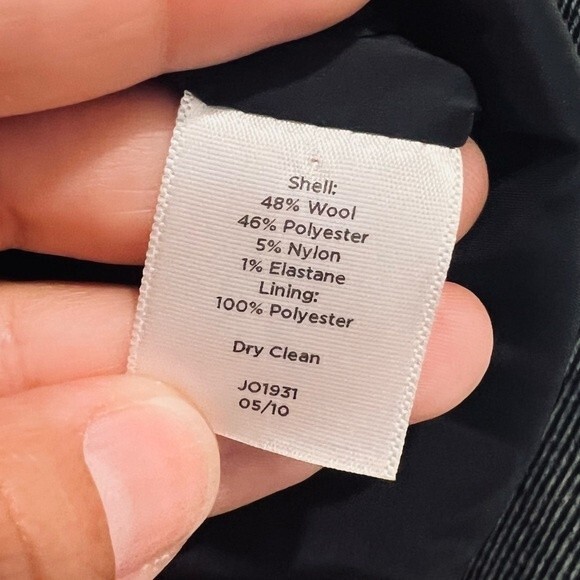 Shell:
48% Wool
46% Polyester
5% Nylon
1% Elastane
Lining:
100% Polyester
Dry Clean
JO1931
05/10